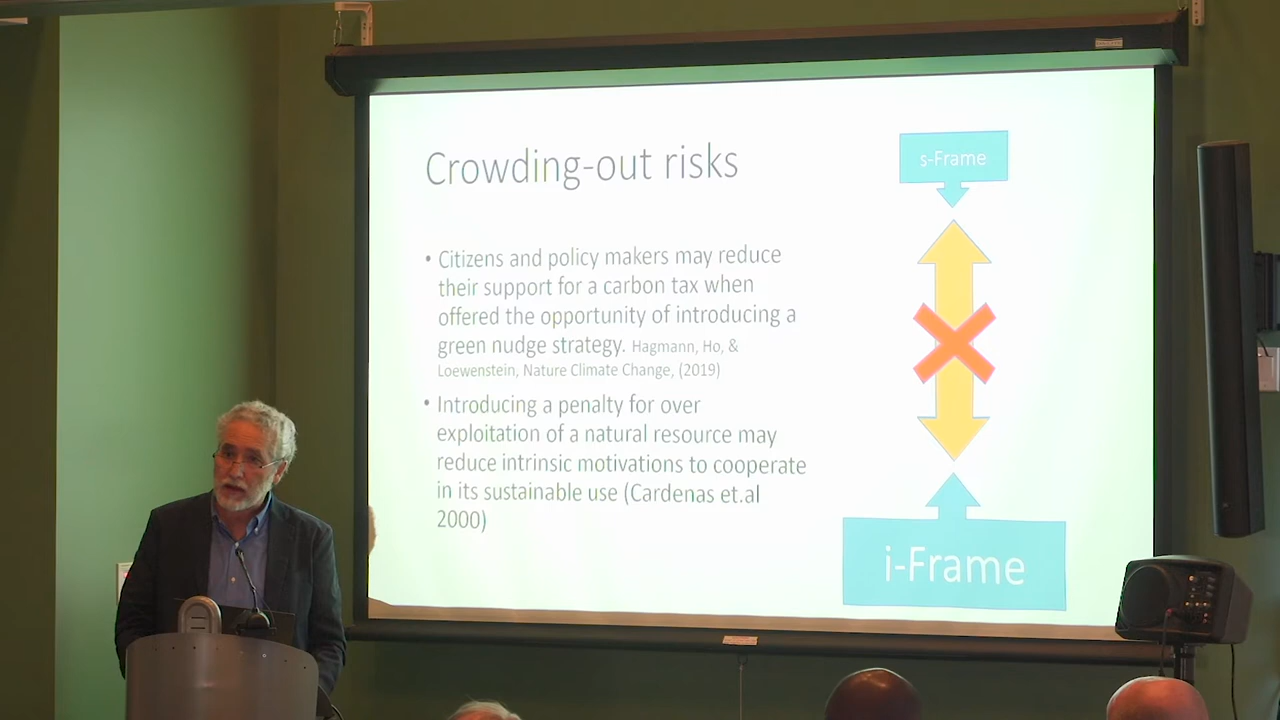 Crowding-out risks
• Citizens and policy makers may reduce
their support for a carbon tax when
offered the opportunity of introducing a
green nudge strategy. Hagmann, Ho, &
Loewenstein, Nature Climate Change, (2019)
• Introducing a penalty for over
exploitation of a natural resource may
reduce intrinsic motivations to cooperate
in its sustainable use (Cardenas et.al
2000)
s-Frame
i-Frame